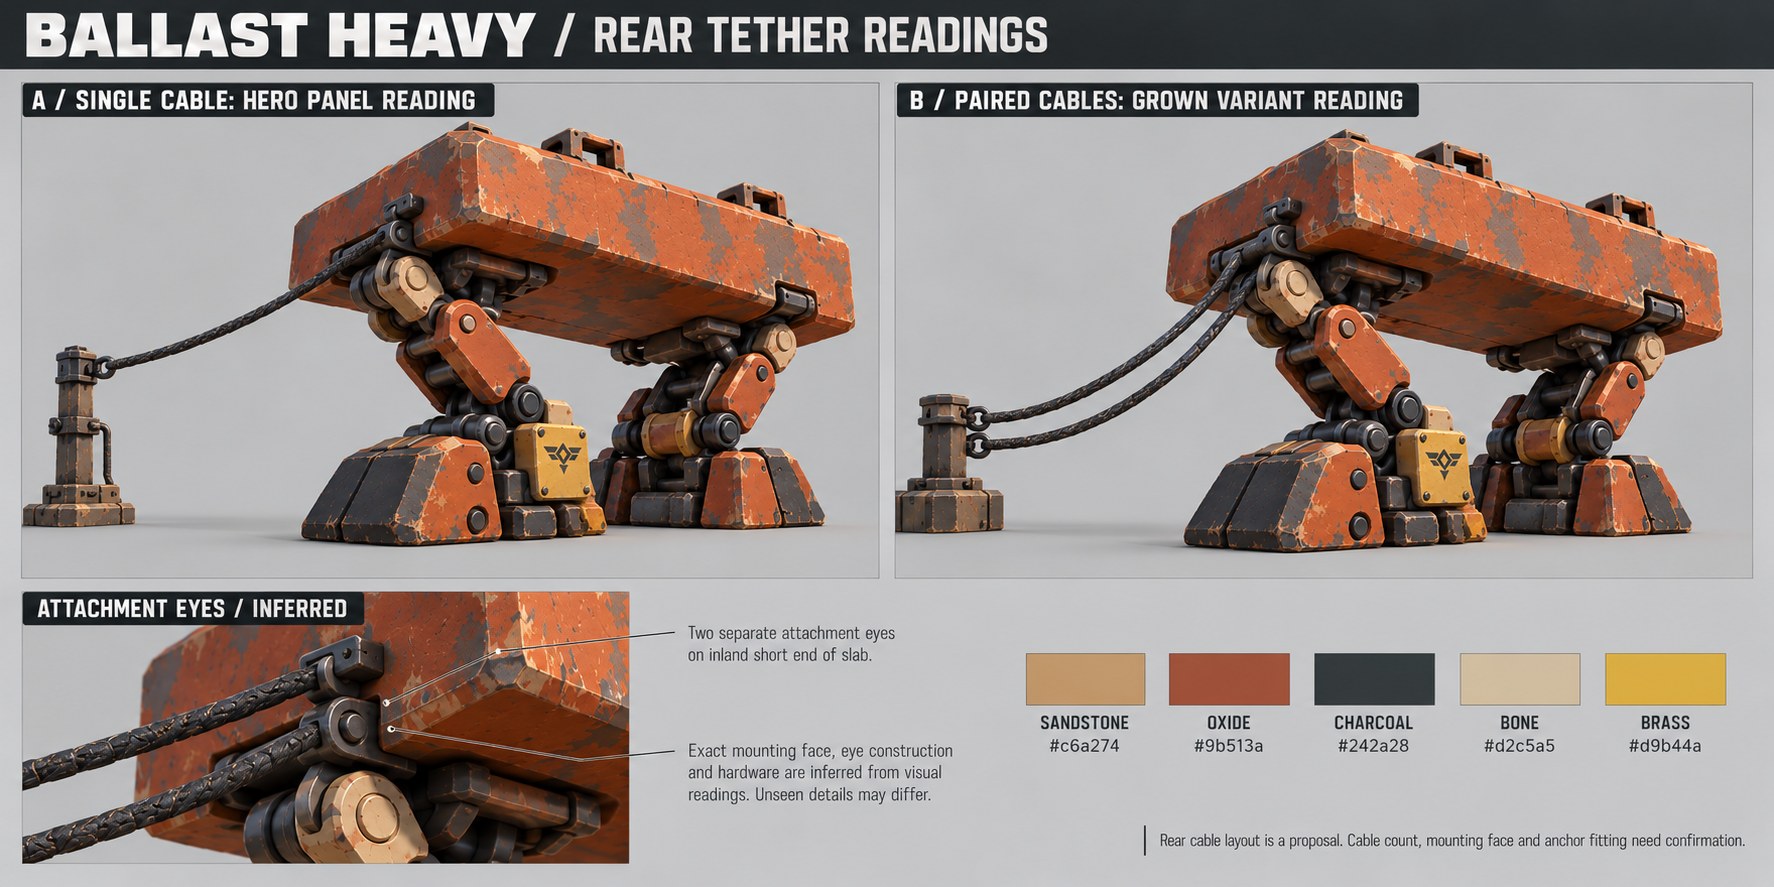 BALLAST HEAVY / REAR TETHER READINGS
A / SINGLE CABLE: HERO PANEL READING
B / PAIRED CABLES: GROWN VARIANT READING
ATTACHMENT EYES / INFERRED
Two separate attachment eyes
on inland short end of slab.
Exact mounting face, eye construction
and hardware are inferred from visual
readings. Unseen details may differ.
SANDSTONE
#c6a274
OXIDE
#9b513a
CHARCOAL
#242a28
BONE
#d2c5a5
BRASS
#d9b44a
Rear cable layout is a proposal. Cable count, mounting face and anchor fitting need confirmation.